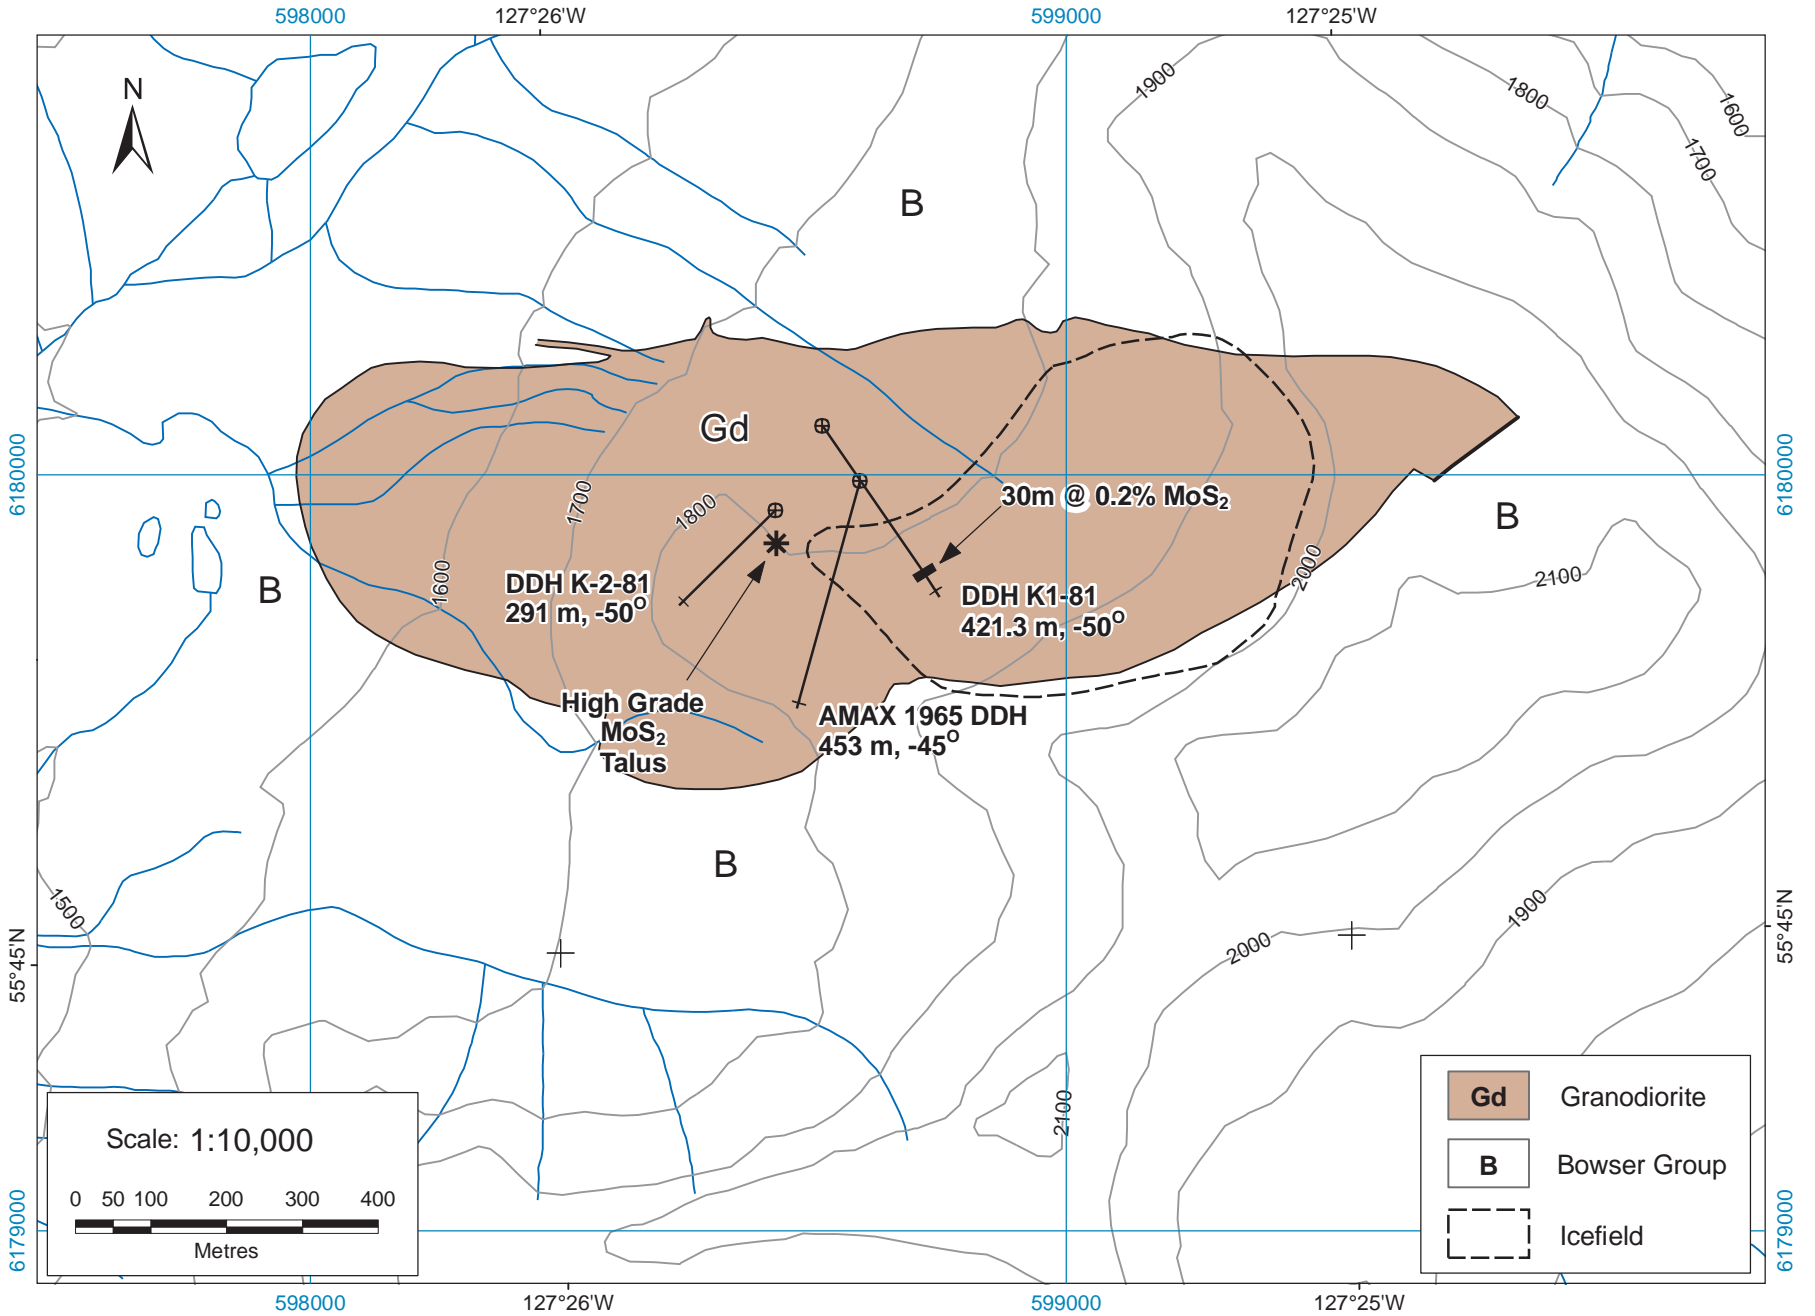 598000
127°26'W
599000
127°25'W
N
1900
1800
1600
1700
B
Gd
6180000
6180000
1700
1800
30m @ 0.2% MoS₂
B
B
1600
DDH K-2-81
291 m, -50°
DDH K1-81
421.3 m, -50°
2000
2100
High Grade
MoS₂
Talus
AMAX 1965 DDH
453 m, -45°
B
1500
1900
2000
55°45'N
55°45'N
2100
Scale: 1:10,000
0 50 100 200 300 400
Metres
Gd Granodiorite
B Bowser Group
Icefield
6179000
6179000
598000
127°26'W
599000
127°25'W